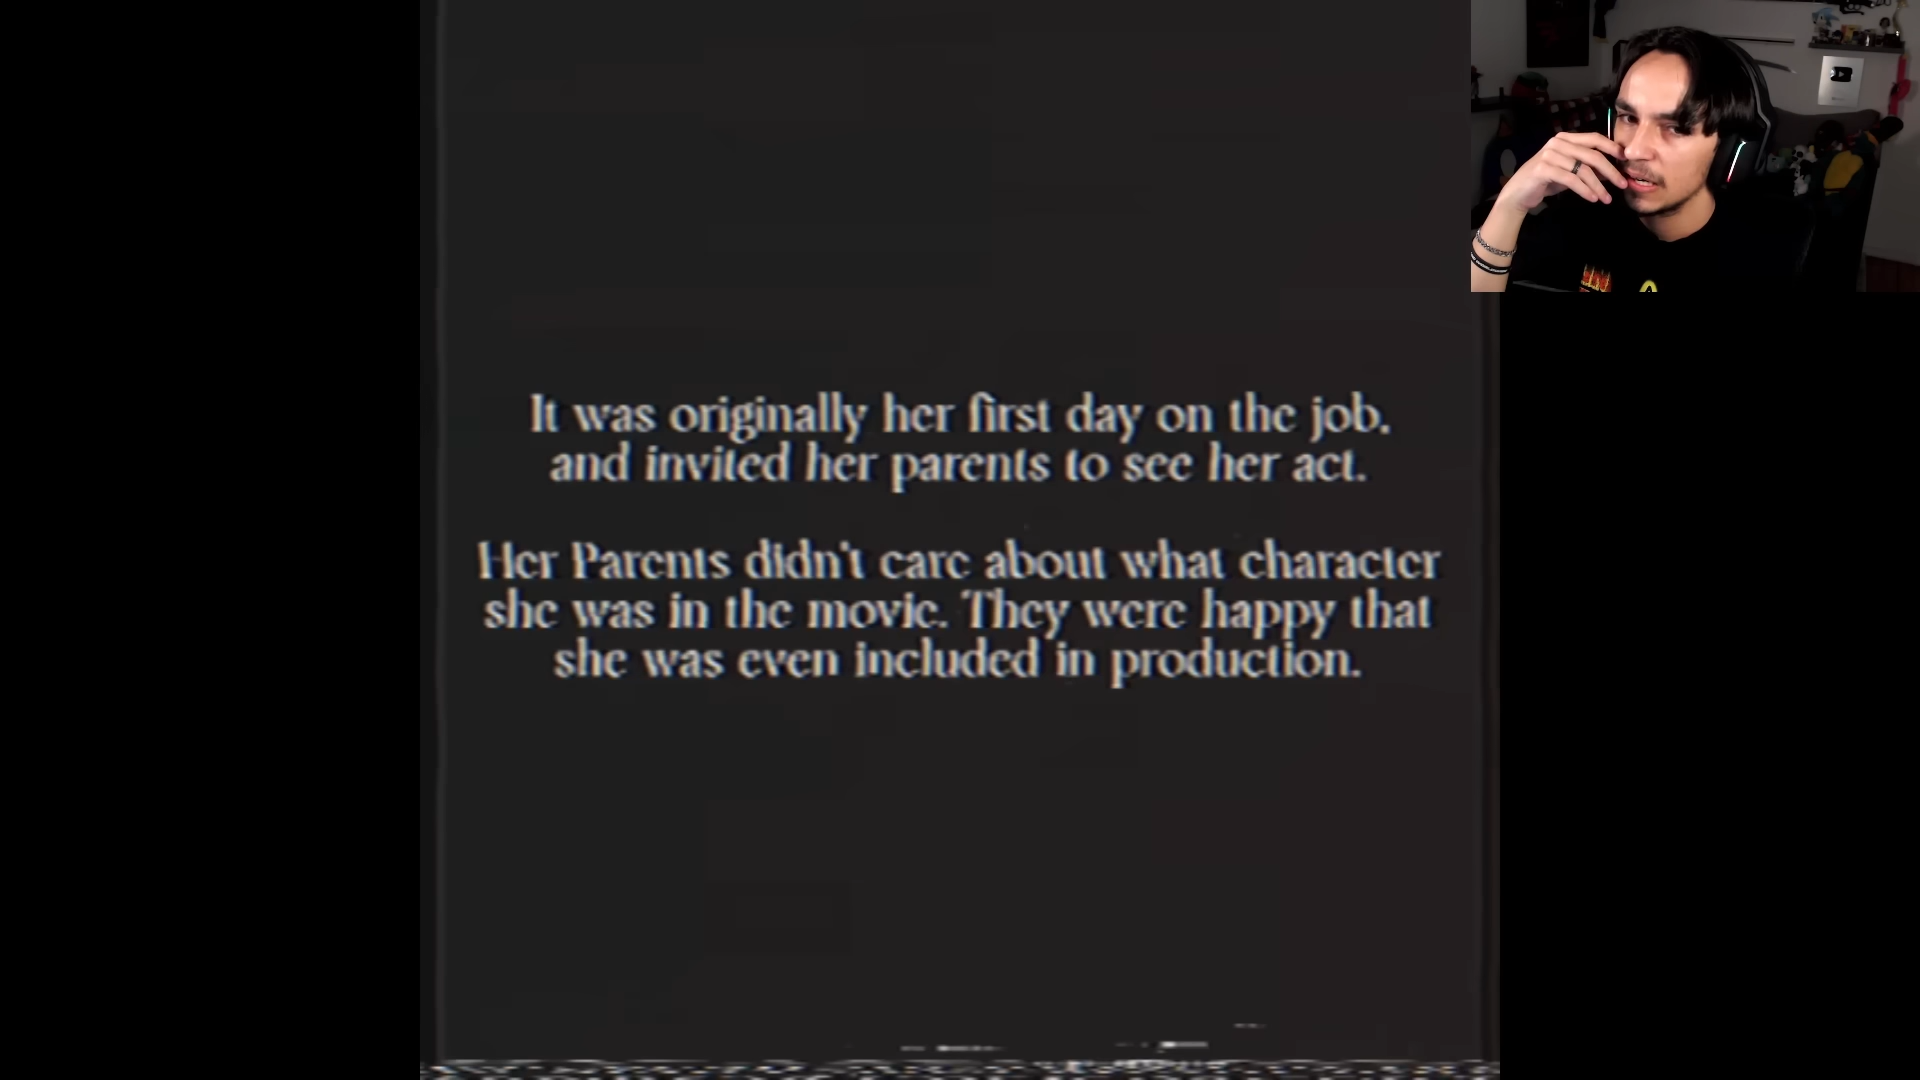 It was originally her first day on the job,
and invited her parents to see her act.
Her Parents didn't care about what character
she was in the movie. They were happy that
she was even included in production.